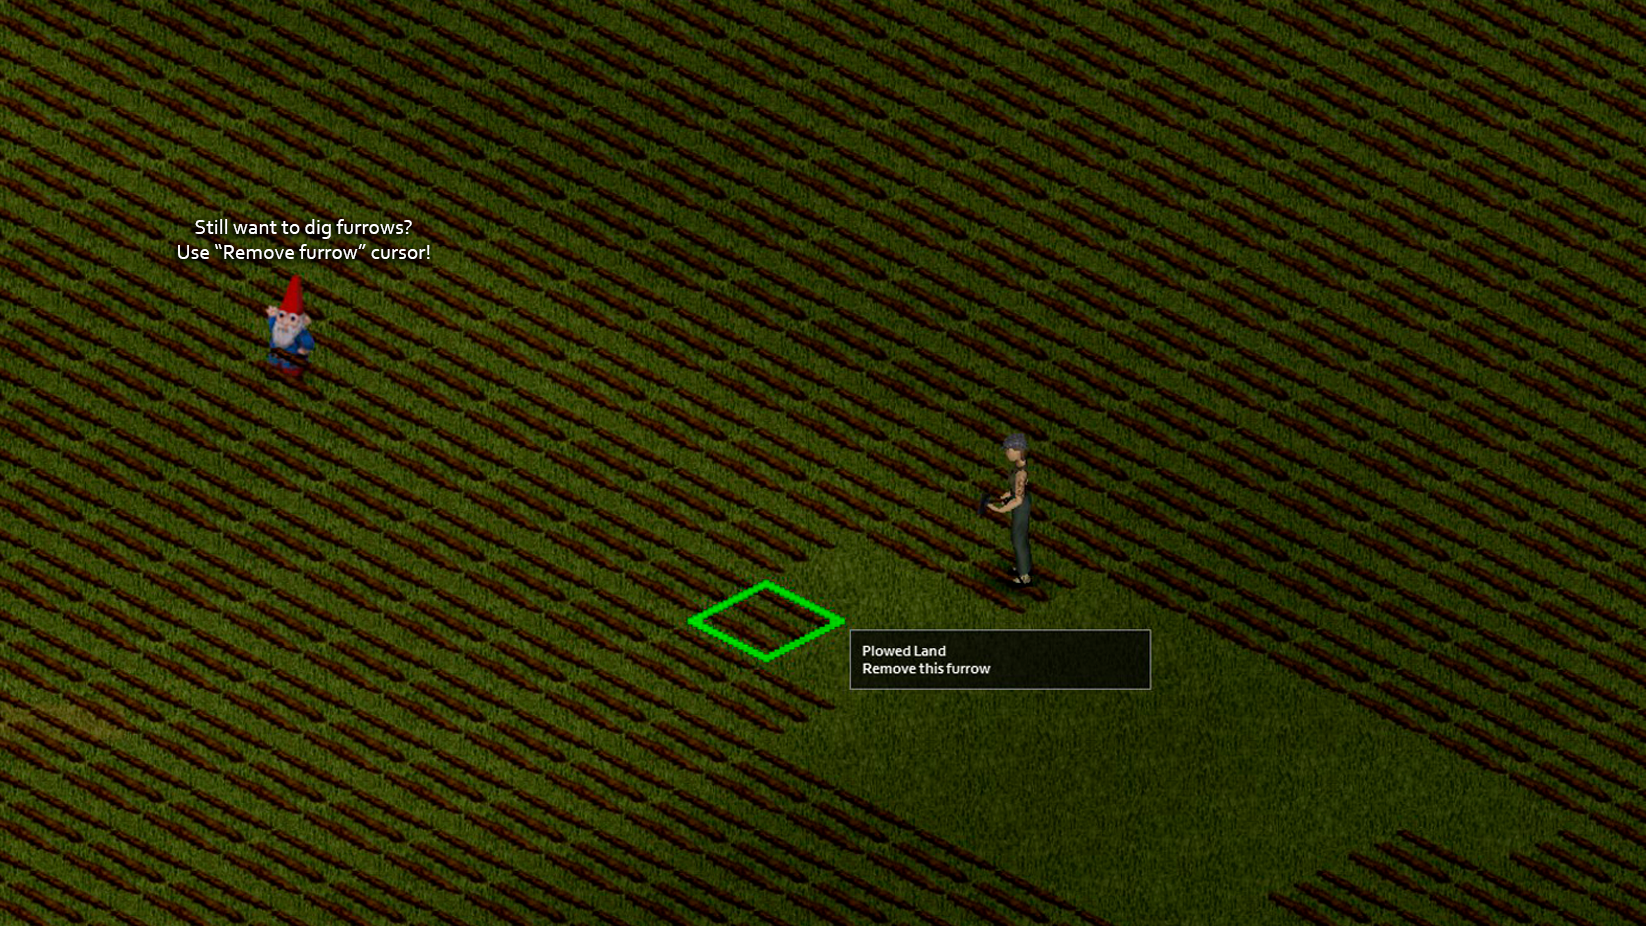 Still want to dig furrows?
Use “Remove furrow” cursor!
Plowed Land
Remove this furrow